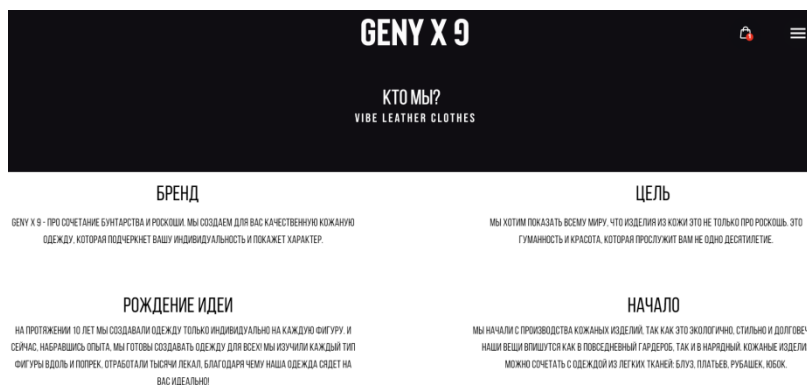 GENY X 9
1
КТО МЫ?
VIBE LEATHER CLOTHES
БРЕНД
GENY X 9 - ПРО СОЧЕТАНИЕ БУНТАРСТВА И РОСКОШИ. МЫ СОЗДАЕМ ДЛЯ ВАС КАЧЕСТВЕННУЮ КОЖАНУЮ
ОДЕЖДУ, КОТОРАЯ ПОДЧЕРКНЕТ ВАШУ ИНДИВИДУАЛЬНОСТЬ И ПОКАЖЕТ ХАРАКТЕР.
ЦЕЛЬ
МЫ ХОТИМ ПОКАЗАТЬ ВСЕМУ МИРУ, ЧТО ИЗДЕЛИЯ ИЗ КОЖИ ЭТО НЕ ТОЛЬКО ПРО РОСКОШЬ. ЭТО
ГУМАННОСТЬ И КРАСОТА, КОТОРАЯ ПРОСЛУЖИТ ВАМ НЕ ОДНО ДЕСЯТИЛЕТИЕ.
РОЖДЕНИЕ ИДЕИ
НА ПРОТЯЖЕНИИ 10 ЛЕТ МЫ СОЗДАВАЛИ ОДЕЖДУ ТОЛЬКО ИНДИВИДУАЛЬНО НА КАЖДУЮ ФИГУРУ. И
СЕЙЧАС, НАБРАВШИСЬ ОПЫТА, МЫ ГОТОВЫ СОЗДАВАТЬ ОДЕЖДУ ДЛЯ ВСЕХ! МЫ ИЗУЧИЛИ КАЖДЫЙ ТИП
ФИГУРЫ ВДОЛЬ И ПОПРЕК, ОТРАБОТАЛИ ТЫСЯЧИ ЛЕКАЛ, БЛАГОДАРЯ ЧЕМУ НАША ОДЕЖДА СЯДЕТ НА
ВАС ИДЕАЛЬНО!
НАЧАЛО
МЫ НАЧАЛИ С ПРОИЗВОДСТВА КОЖАНЫХ ИЗДЕЛИЙ, ТАК КАК ЭТО ЭКОЛОГИЧНО, СТИЛЬНО И ДОЛГОВЕЧ
НАШИ ВЕЩИ ВПИШУТСЯ КАК В ПОВСЕДНЕВНЫЙ ГАРДЕРОБ, ТАК И В НАРЯДНЫЙ. КОЖАНЫЕ ИЗДЕЛИ
МОЖНО СОЧЕТАТЬ С ОДЕЖДОЙ ИЗ ЛЕГКИХ ТКАНЕЙ: БЛУЗ, ПЛАТЬЕВ, РУБАШЕК, ЮБОК.